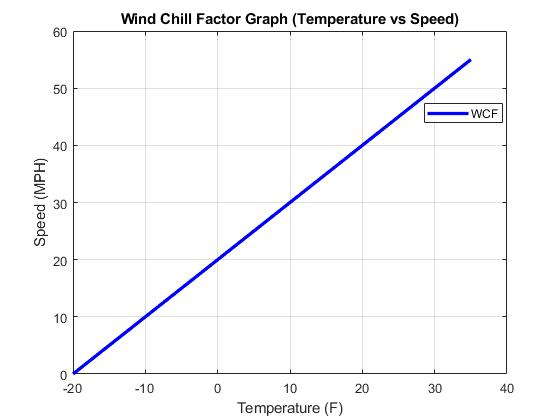 Wind Chill Factor Graph (Temperature vs Speed)
60
50
40
30
20
10
0
Speed (MPH)
WCF
-20 -10 0 10 20 30 40
Temperature (F)